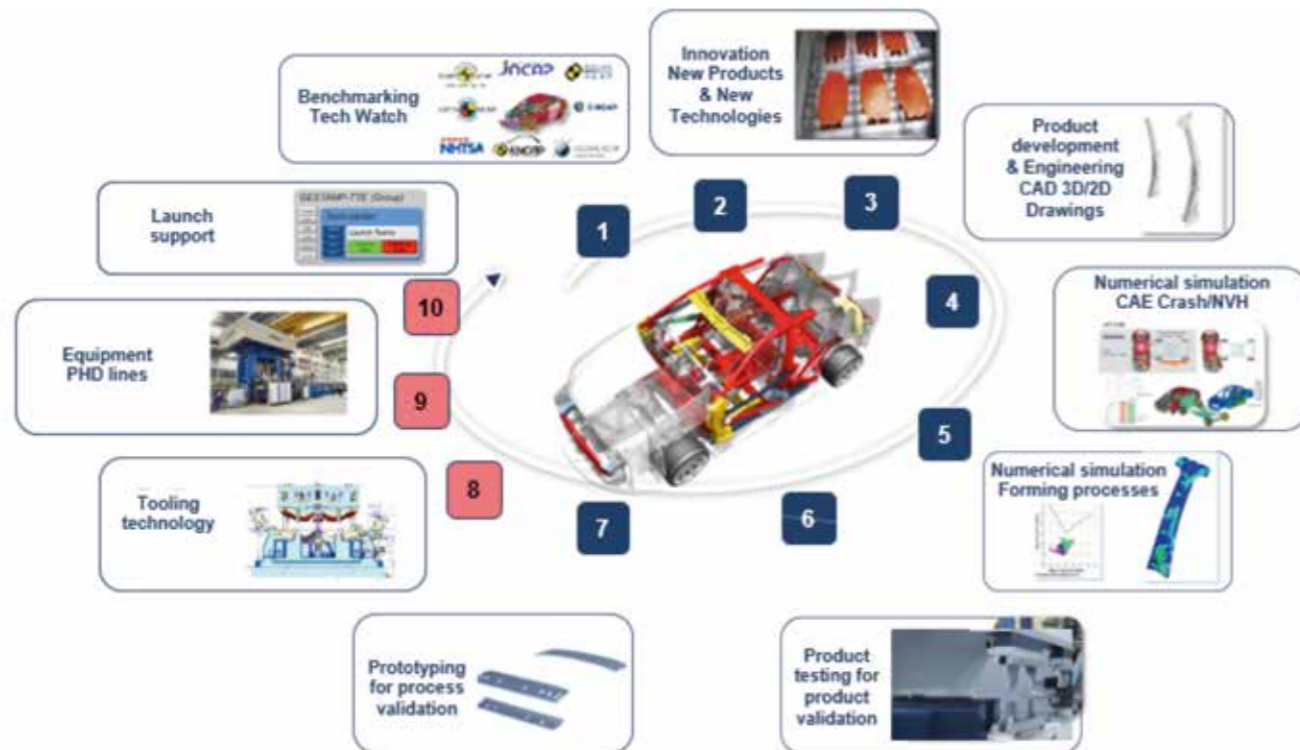 Benchmarking
Tech Watch
JNCAP
NHTSA
Innovation
New Products
& New
Technologies
Product
development
& Engineering
CAD 3D/2D
Drawings
Numerical simulation
CAE Crash/NVH
Numerical simulation
Forming processes
Product
testing for
product
validation
Prototyping
for process
validation
Tooling
technology
Equipment
PHD lines
Launch
support
1
2
3
4
5
6
7
8
9
10